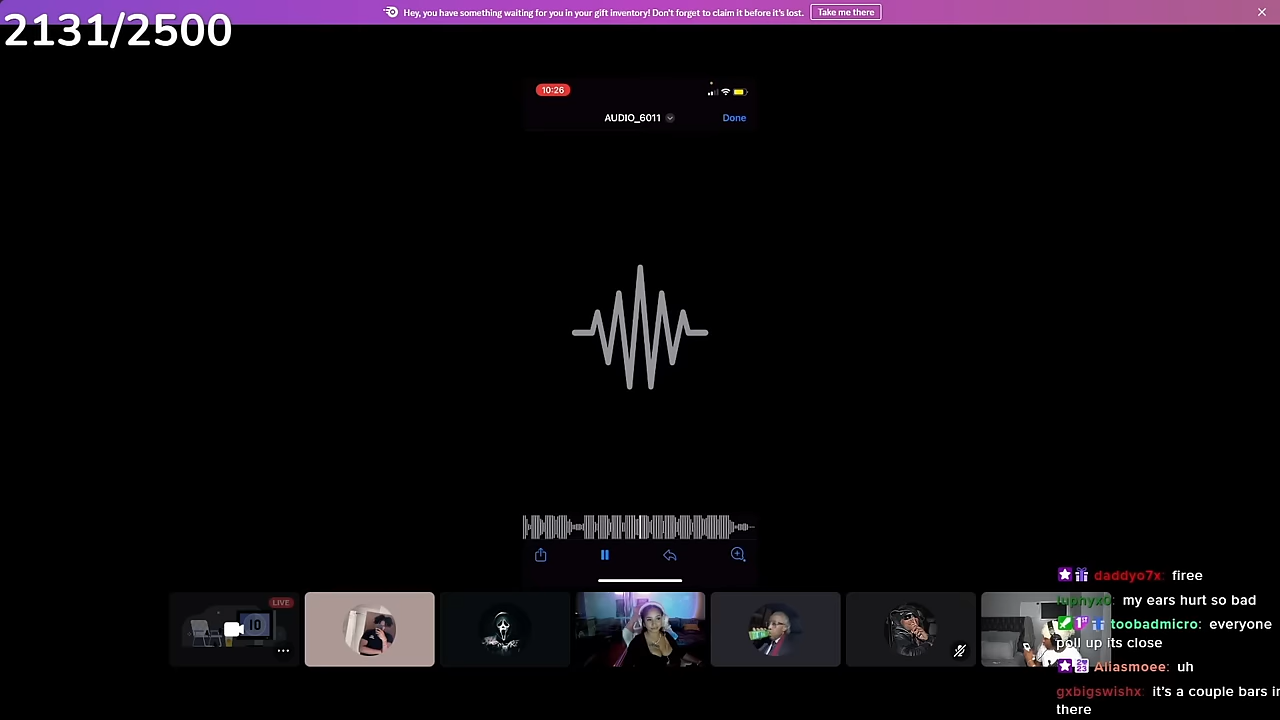 Hey, you have something waiting for you in your gift inventory! Don't forget to claim it before it's lost.
Take me there
2131/2500
10:26
AUDIO_6011
Done
LIVE
10
daddyo7x: firee
my ears hurt so bad
toobadmicro: everyone
poll up its close
Aliasmoee: uh
gxbigswishx: it's a couple bars in
there